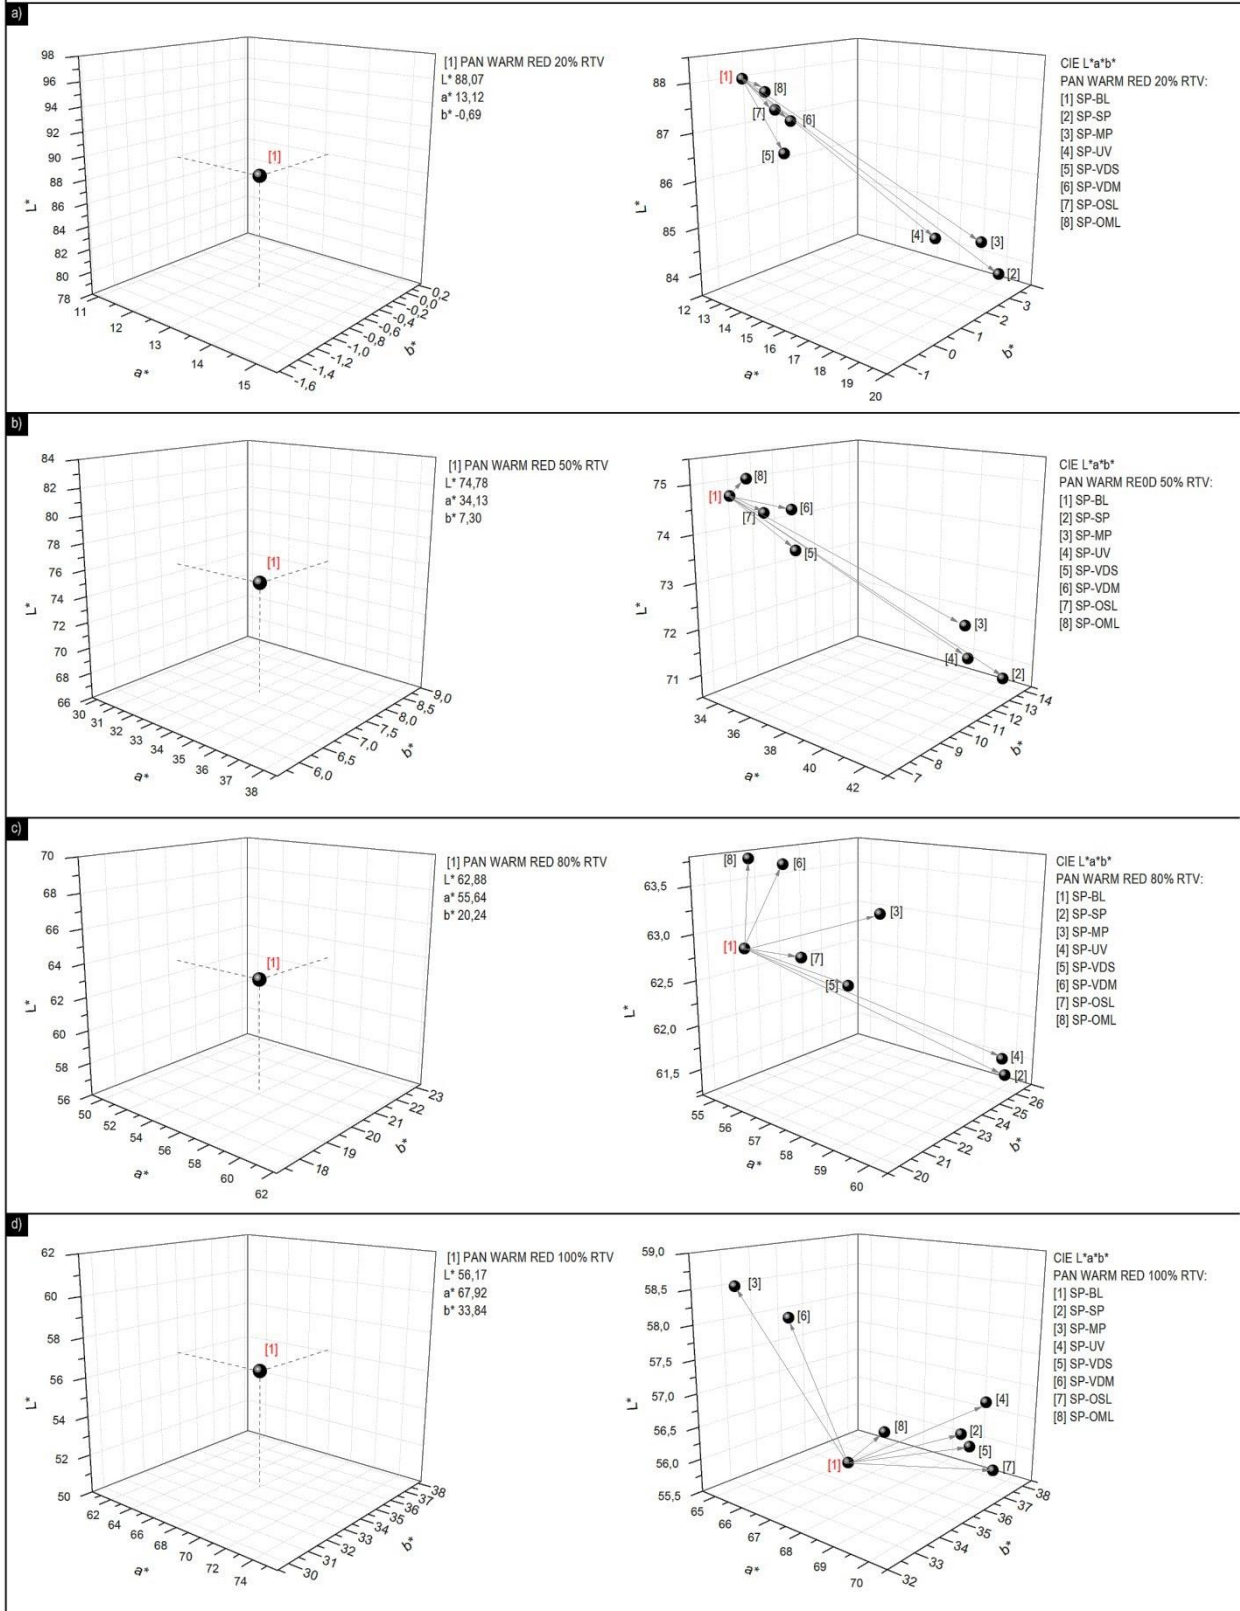 a)
98
96
94
92
90
88
86
84
82
80
78
L*
11
12
13
14
15
a*
-1,6
-1,4
-1,2
-1,0
-0,8
-0,6
-0,4
-0,2
0,0
0,2
b*
[1]
[1] PAN WARM RED 20% RTV
L* 88,07
a* 13,12
b* -0,69
88
87
86
85
84
L*
12
13
14
15
16
17
18
19
20
a*
-1
0
1
2
3
b*
[1]
[8]
[7]
[6]
[5]
[4]
[3]
[2]
CIE L*a*b*
PAN WARM RED 20% RTV:
[1] SP-BL
[2] SP-SP
[3] SP-MP
[4] SP-UV
[5] SP-VDS
[6] SP-VDM
[7] SP-OSL
[8] SP-OML
b)
84
82
80
78
76
74
72
70
68
66
L*
30
31
32
33
34
35
36
37
38
a*
6,0
6,5
7,0
7,5
8,0
8,5
9,0
b*
[1]
[1] PAN WARM RED 50% RTV
L* 74,78
a* 34,13
b* 7,30
75
74
73
72
71
L*
34
36
38
40
42
a*
7
8
9
10
11
12
13
14
b*
[8]
[1]
[7]
[6]
[5]
[3]
[4]
[2]
CIE L*a*b*
PAN WARM RE0D 50% RTV:
[1] SP-BL
[2] SP-SP
[3] SP-MP
[4] SP-UV
[5] SP-VDS
[6] SP-VDM
[7] SP-OSL
[8] SP-OML
c)
70
68
66
64
62
60
58
56
L*
50
52
54
56
58
60
62
a*
18
19
20
21
22
23
b*
[1]
[1] PAN WARM RED 80% RTV
L* 62,88
a* 55,64
b* 20,24
63,5
63,0
62,5
62,0
61,5
L*
55
56
57
58
59
60
a*
20
21
22
23
24
25
26
b*
[8]
[6]
[3]
[1]
[7]
[5]
[4]
[2]
CIE L*a*b*
PAN WARM RED 80% RTV:
[1] SP-BL
[2] SP-SP
[3] SP-MP
[4] SP-UV
[5] SP-VDS
[6] SP-VDM
[7] SP-OSL
[8] SP-OML
d)
62
60
58
56
54
52
50
L*
62
64
66
68
70
72
74
a*
30
31
32
33
34
35
36
37
38
b*
[1]
[1] PAN WARM RED 100% RTV
L* 56,17
a* 67,92
b* 33,84
59,0
58,5
58,0
57,5
57,0
56,5
56,0
55,5
L*
65
66
67
68
69
70
a*
32
33
34
35
36
37
38
b*
[3]
[6]
[4]
[8]
[2]
[5]
[1]
[7]
CIE L*a*b*
PAN WARM RED 100% RTV:
[1] SP-BL
[2] SP-SP
[3] SP-MP
[4] SP-UV
[5] SP-VDS
[6] SP-VDM
[7] SP-OSL
[8] SP-OML